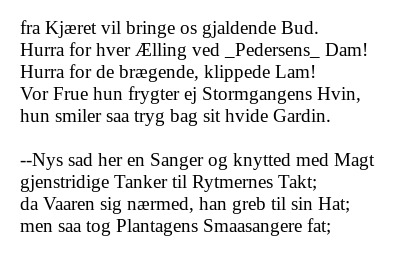 fra Kjæret vil bringe os gjaldende Bud.
Hurra for hver Ælling ved _Pedersens_ Dam!
Hurra for de brægende, klippede Lam!
Vor Frue hun frygter ej Stormgangens Hvin,
hun smiler saa tryg bag sit hvide Gardin.

--Nys sad her en Sanger og knytted med Magt
gjenstridige Tanker til Rytmernes Takt;
da Vaaren sig nærmed, han greb til sin Hat;
men saa tog Plantagens Smaasangere fat;